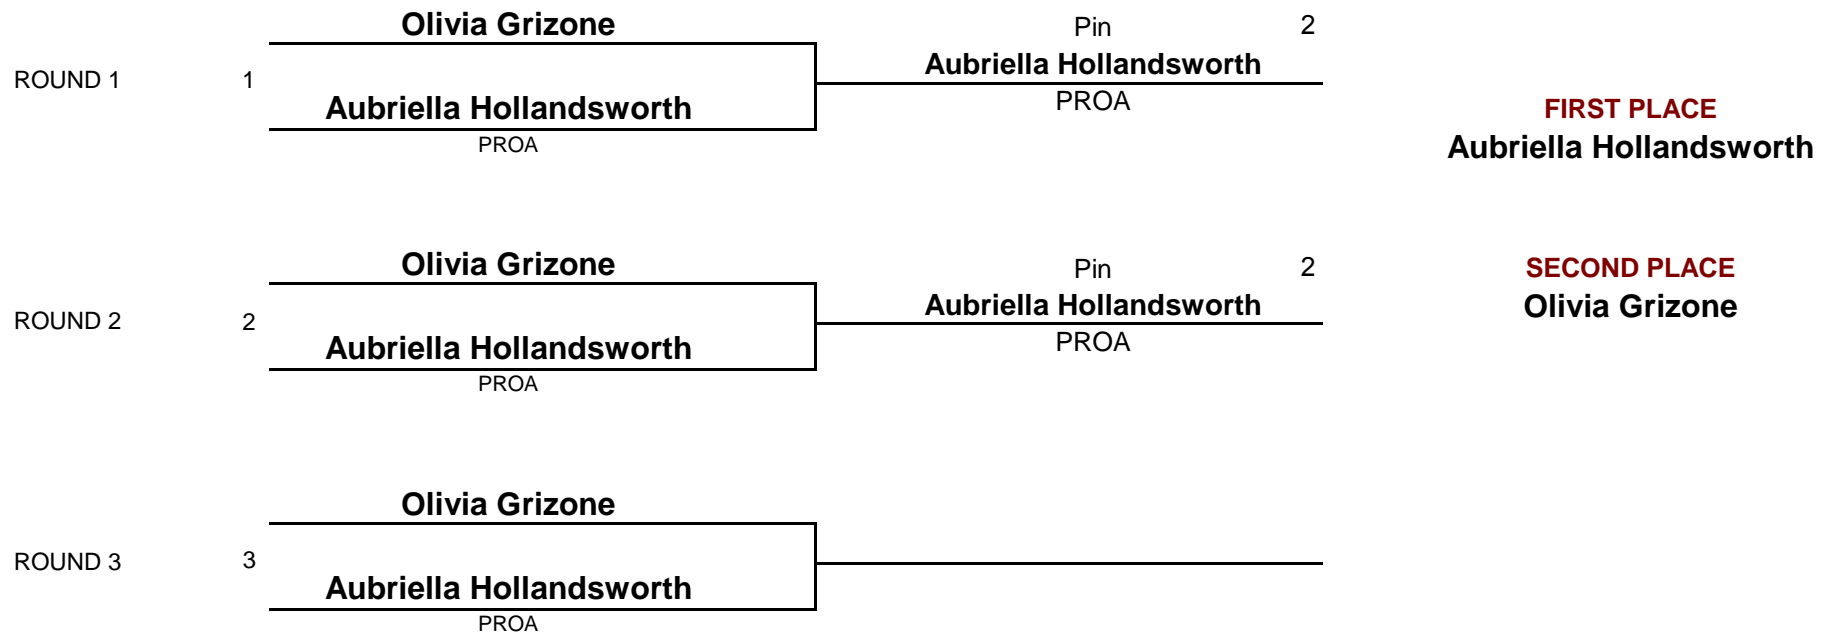 Olivia Grizone
Pin 2
ROUND 1 1 Aubriella Hollandsworth
Aubriella Hollandsworth PROA
PROA
FIRST PLACE
Aubriella Hollandsworth
Olivia Grizone
Pin 2
ROUND 2 2 Aubriella Hollandsworth
Aubriella Hollandsworth PROA
PROA
SECOND PLACE
Olivia Grizone
Olivia Grizone
ROUND 3 3
Aubriella Hollandsworth
PROA